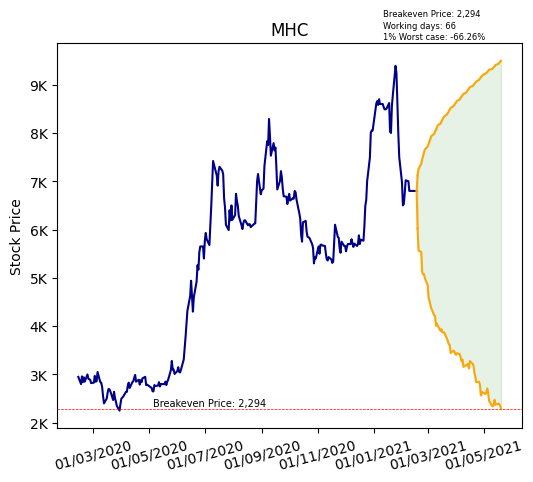 Breakeven Price: 2,294
Working days: 66
1% Worst case: -66.26%
MHC
Stock Price
9K
8K
7K
6K
5K
4K
3K
2K
Breakeven Price: 2,294
01/03/2020 01/05/2020 01/07/2020 01/09/2020 01/11/2020 01/01/2021 01/03/2021 01/05/2021